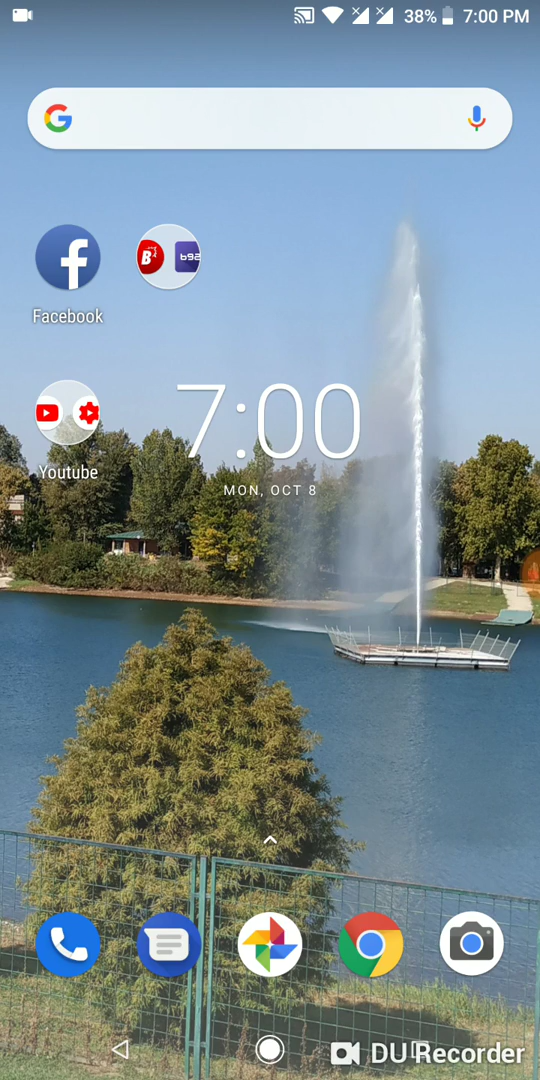 38% 7:00 PM
Facebook
B b92
7:00
Youtube
MON, OCT 8
DU Recorder